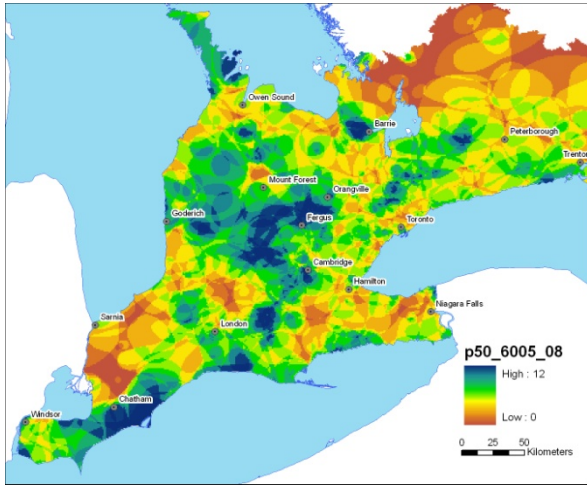 Owen Sound
Barrie
Peterborough
Trenton
Mount Forest
Orangville
Goderich
Fergus
Toronto
Cambridge
Hamilton
Niagara Falls
Sarnia
London
Chatham
Windsor
p50_6005_08
High : 12
Low : 0
0 25 50
Kilometers